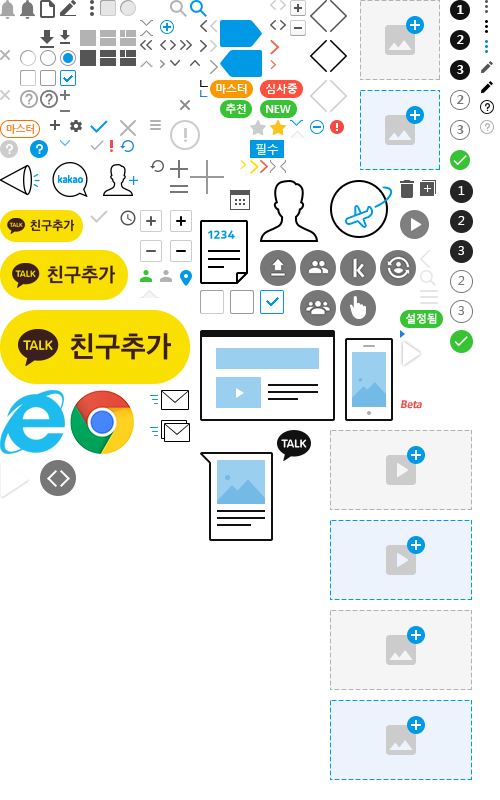 1
2
3
2
3
마스터
심사중
추천
NEW
마스터
필수
kakao
1234
TALK 친구추가
TALK 친구추가
TALK 친구추가
1
2
3
2
3
k
설정됨
Beta
TALK